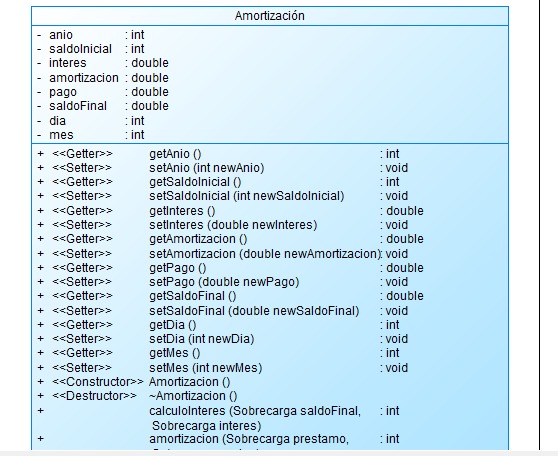 Amortización
- anio : int
- saldoInicial : int
- interes : double
- amortizacion : double
- pago : double
- saldoFinal : double
- dia : int
- mes : int
+ <<Getter>> getAnio () : int
+ <<Setter>> setAnio (int newAnio) : void
+ <<Getter>> getSaldoInicial () : int
+ <<Setter>> setSaldoInicial (int newSaldoInicial) : void
+ <<Getter>> getInteres () : double
+ <<Setter>> setInteres (double newInteres) : void
+ <<Getter>> getAmortizacion () : double
+ <<Setter>> setAmortizacion (double newAmortizacion) : void
+ <<Getter>> getPago () : double
+ <<Setter>> setPago (double newPago) : void
+ <<Getter>> getSaldoFinal () : double
+ <<Setter>> setSaldoFinal (double newSaldoFinal) : void
+ <<Getter>> getDia () : int
+ <<Setter>> setDia (int newDia) : void
+ <<Getter>> getMes () : int
+ <<Setter>> setMes (int newMes) : void
+ <<Constructor>> Amortizacion ()
+ <<Destructor>> ~Amortizacion ()
+ calculoInteres (Sobrecarga saldoFinal, : int
Sobrecarga interes)
+ amortizacion (Sobrecarga prestamo, : int